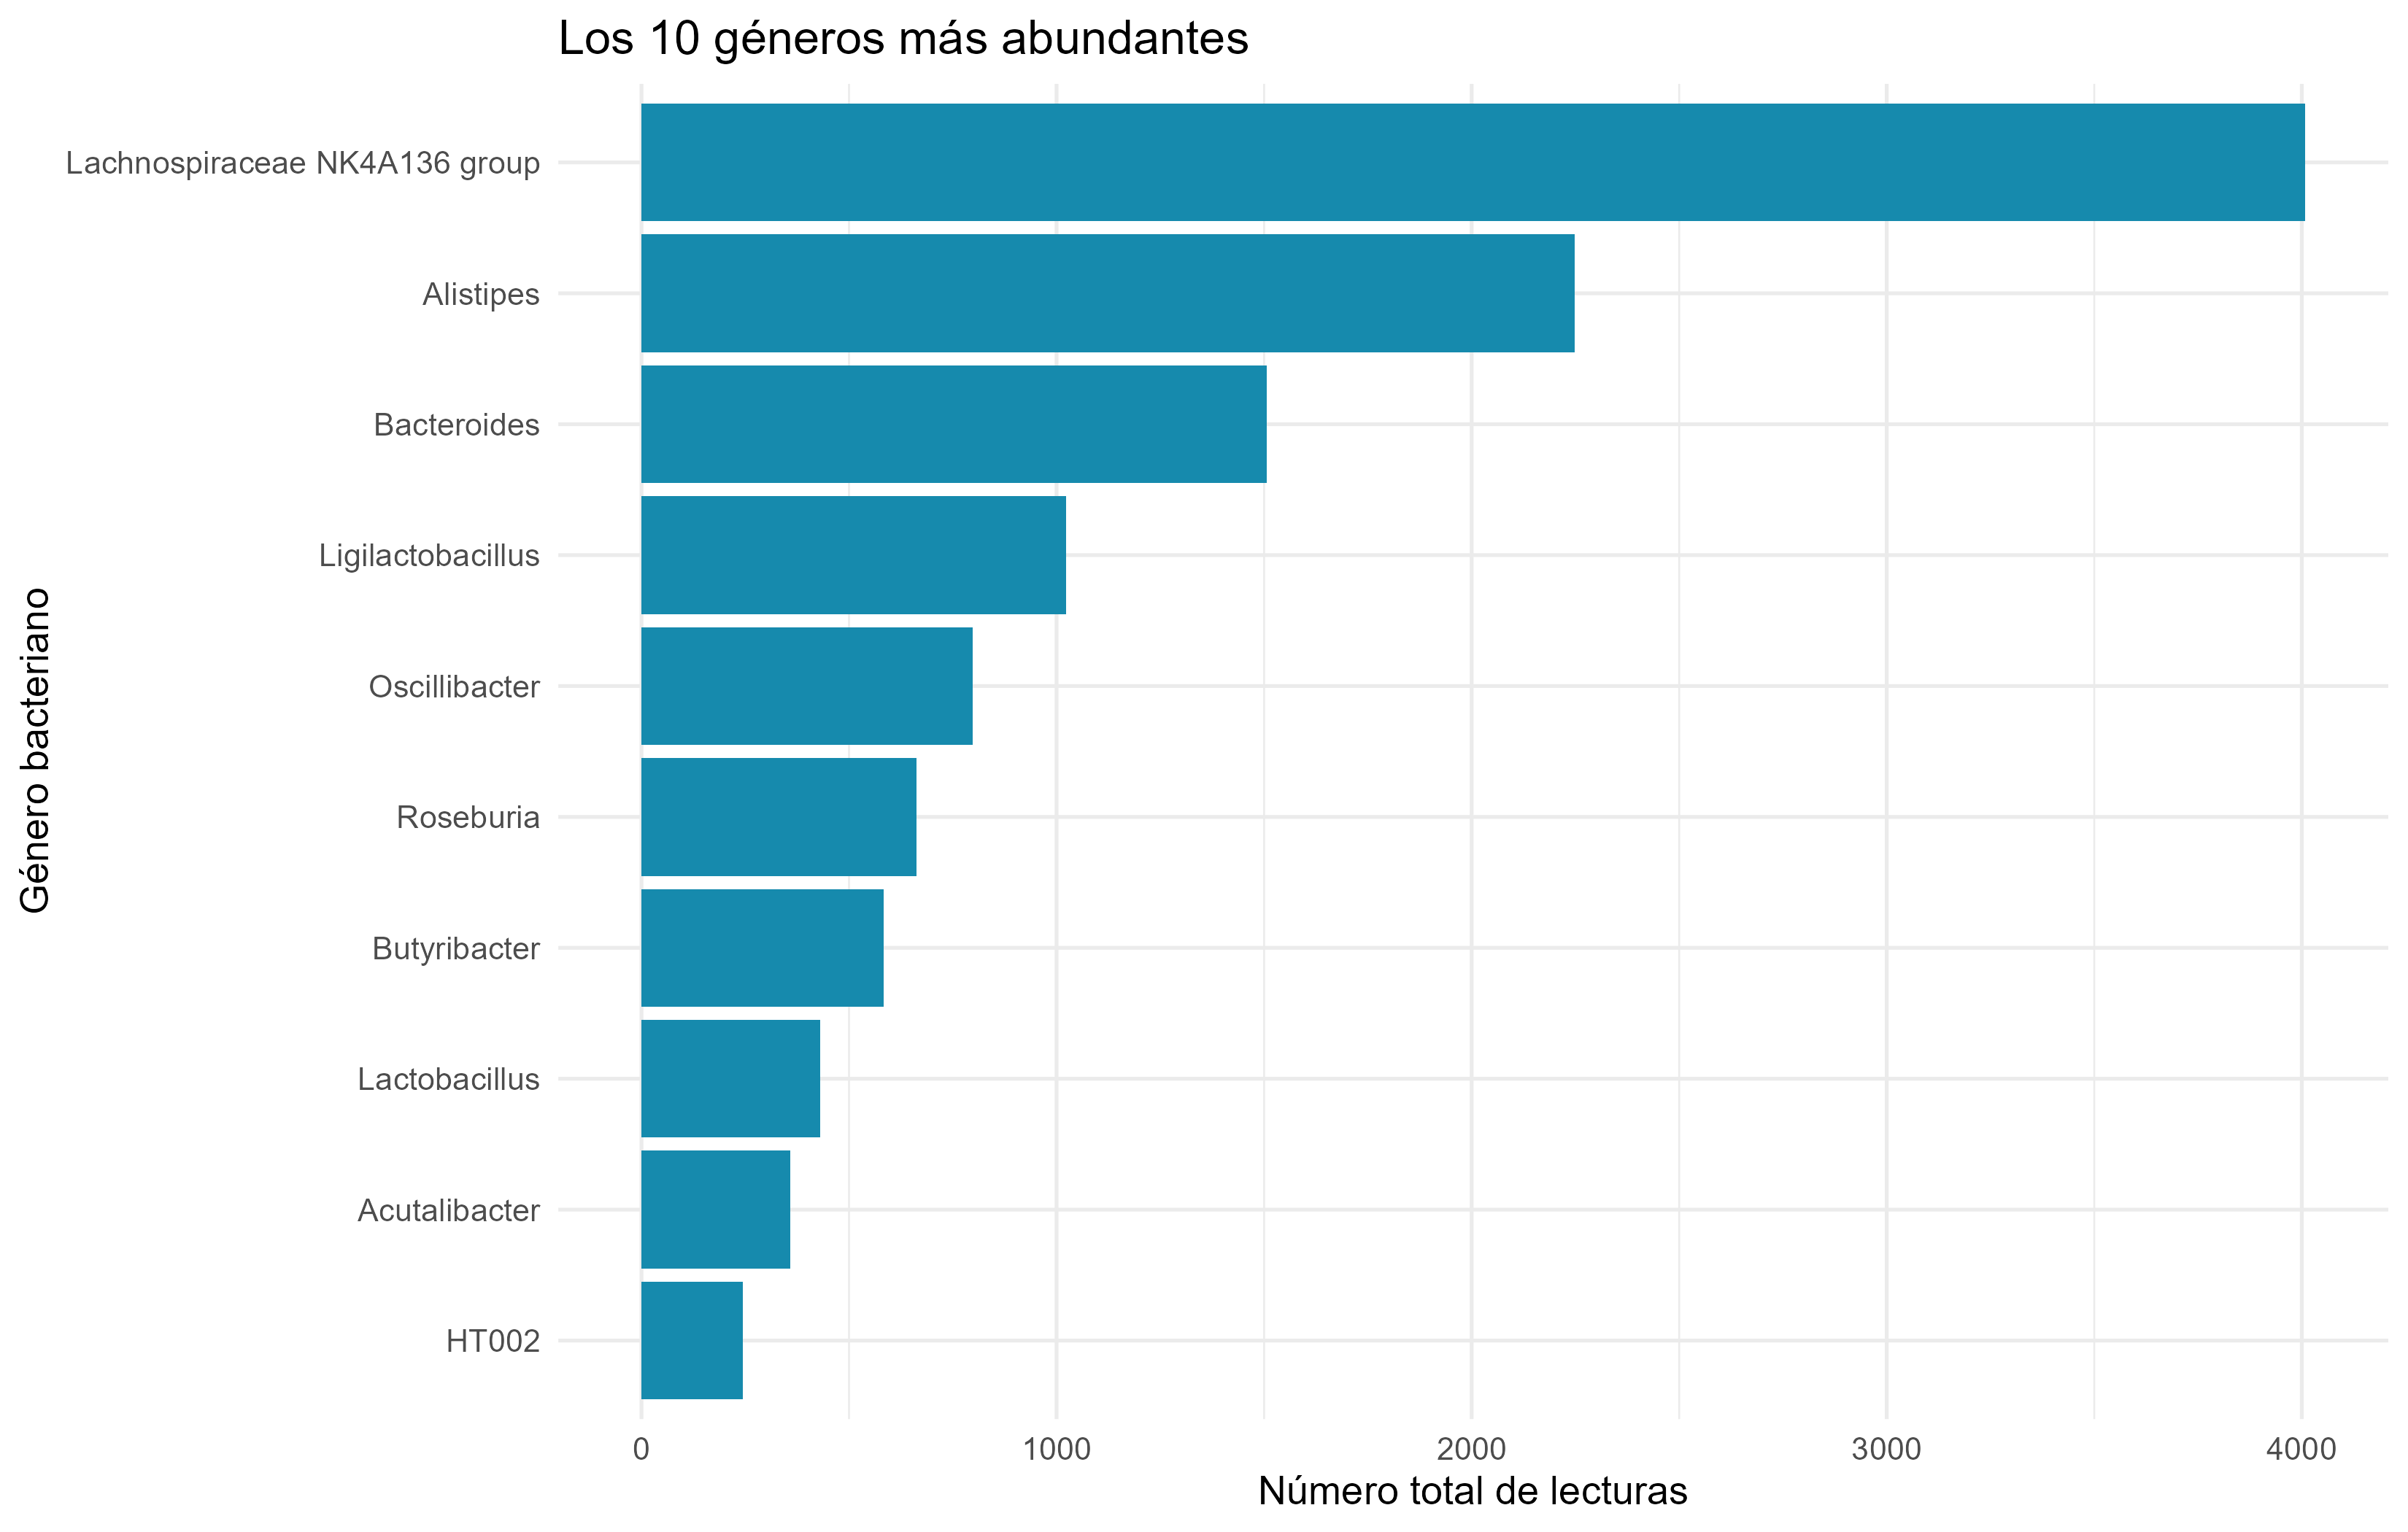 Los 10 géneros más abundantes
Género bacteriano
Lachnospiraceae NK4A136 group
Alistipes
Bacteroides
Ligilactobacillus
Oscillibacter
Roseburia
Butyribacter
Lactobacillus
Acutalibacter
HT002
0 1000 2000 3000 4000
Número total de lecturas